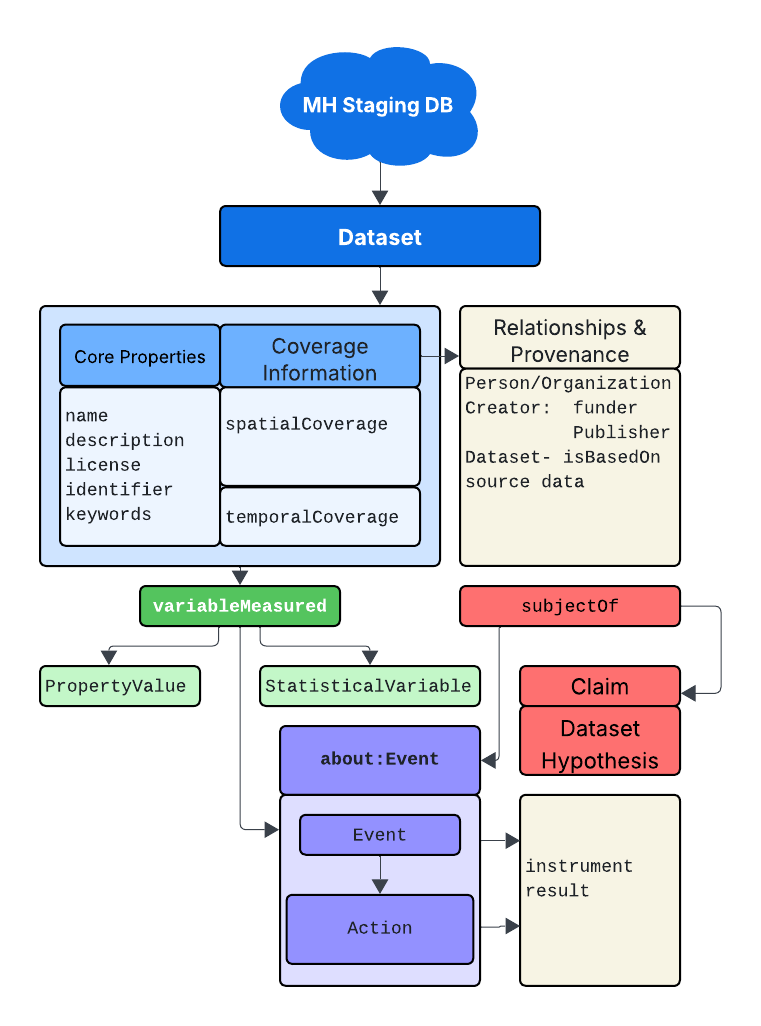 MH Staging DB
Dataset
Core Properties
Coverage
Information
name
description
license
identifier
keywords
spatialCoverage
temporalCoverage
Relationships &
Provenance
Person/Organization
Creator:  funder
Publisher
Dataset- isBasedOn
source data
variableMeasured
subjectOf
PropertyValue
StatisticalVariable
Claim
Dataset
Hypothesis
about:Event
Event
Action
instrument
result